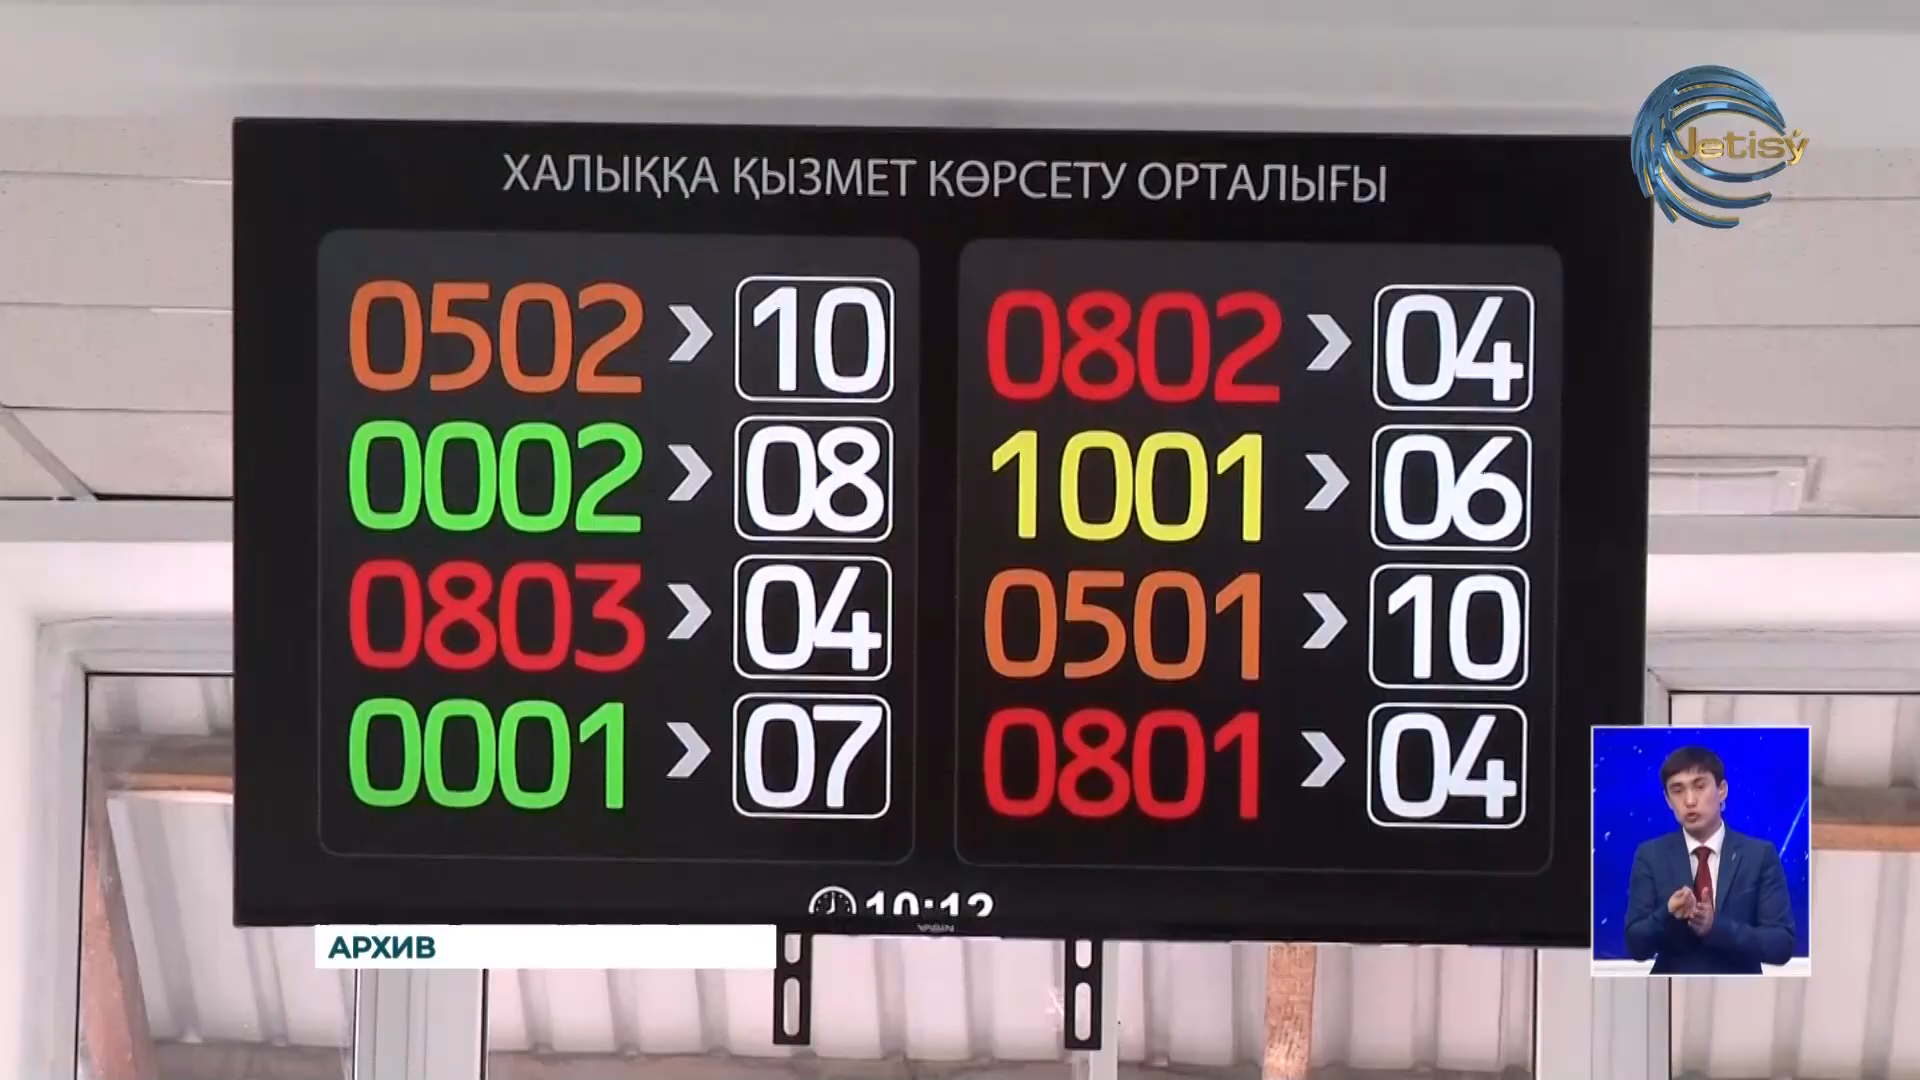 Jetisý
ХАЛЫҚҚА ҚЫЗМЕТ КӨРСЕТУ ОРТАЛЫҒЫ
0502 > 10
0002 > 08
0803 > 04
0001 > 07
0802 > 04
1001 > 06
0501 > 10
0801 > 04
10:12
АРХИВ